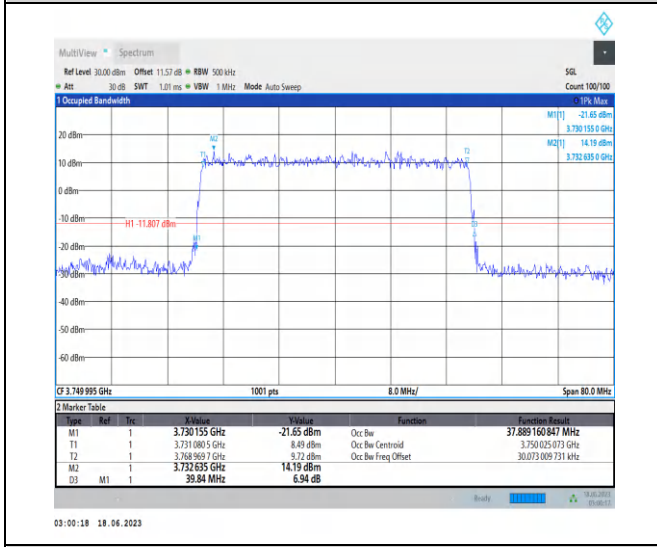 MultiView Spectrum
Ref Level 30.00 dBm Offset 11.57 dB RBW 500 kHz SGL
Att 30 dB SWT 1.01 ms VBW 1 MHz Mode Auto Sweep Count 100/100
1 Occupied Bandwidth 1Pk Max
M1[1] -21.65 dBm
3.730 155 0 GHz
M2[1] 14.19 dBm
3.732 635 0 GHz
20 dBm
M2
T1
T2
10 dBm
0 dBm
-10 dBm
H1 -11.807 dBm
D3
M1
-20 dBm
-30 dBm
-40 dBm
-50 dBm
-60 dBm
CF 3.749 995 GHz 1001 pts 8.0 MHz/ Span 80.0 MHz
2 Marker Table
Type Ref Trc X-Value Y-Value Function Function Result
M1 1 3.730155 GHz -21.65 dBm Occ Bw 37.889 160 847 MHz
T1 1 3.731 080 5 GHz 8.49 dBm Occ Bw Centroid 3.750 025 073 GHz
T2 1 3.768 969 7 GHz 9.72 dBm Occ Bw Freq Offset 30.073 009 731 kHz
M2 1 3.732 635 GHz 14.19 dBm
D3 M1 1 39.84 MHz 6.94 dB
Ready 18.06.2023
03:00:18 18.06.2023